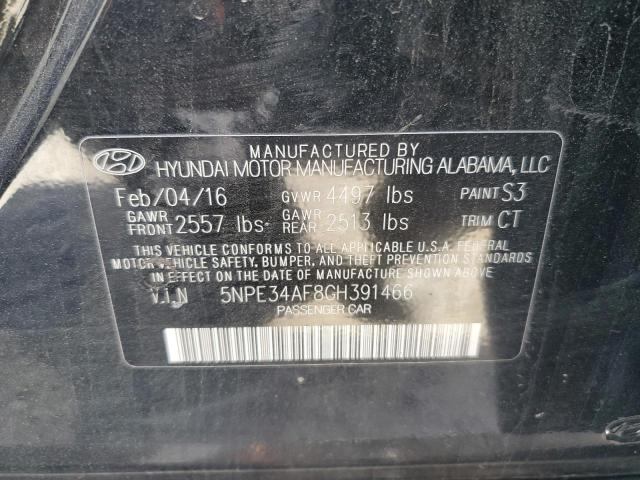 MANUFACTURED BY
HYUNDAI MOTOR MANUFACTURING ALABAMA, LLC
Feb/04/16 GVWR 4497 lbs PAINT S3
GAWR FRONT 2557 lbs GAWR REAR 2513 lbs TRIM CT
THIS VEHICLE CONFORMS TO ALL APPLICABLE U.S.A. FEDERAL
MOTOR VEHICLE SAFETY, BUMPER, AND THEFT PREVENTION STANDARDS
IN EFFECT ON THE DATE OF MANUFACTURE SHOWN ABOVE.
V.I.N 5NPE34AF8GH391466
PASSENGER CAR